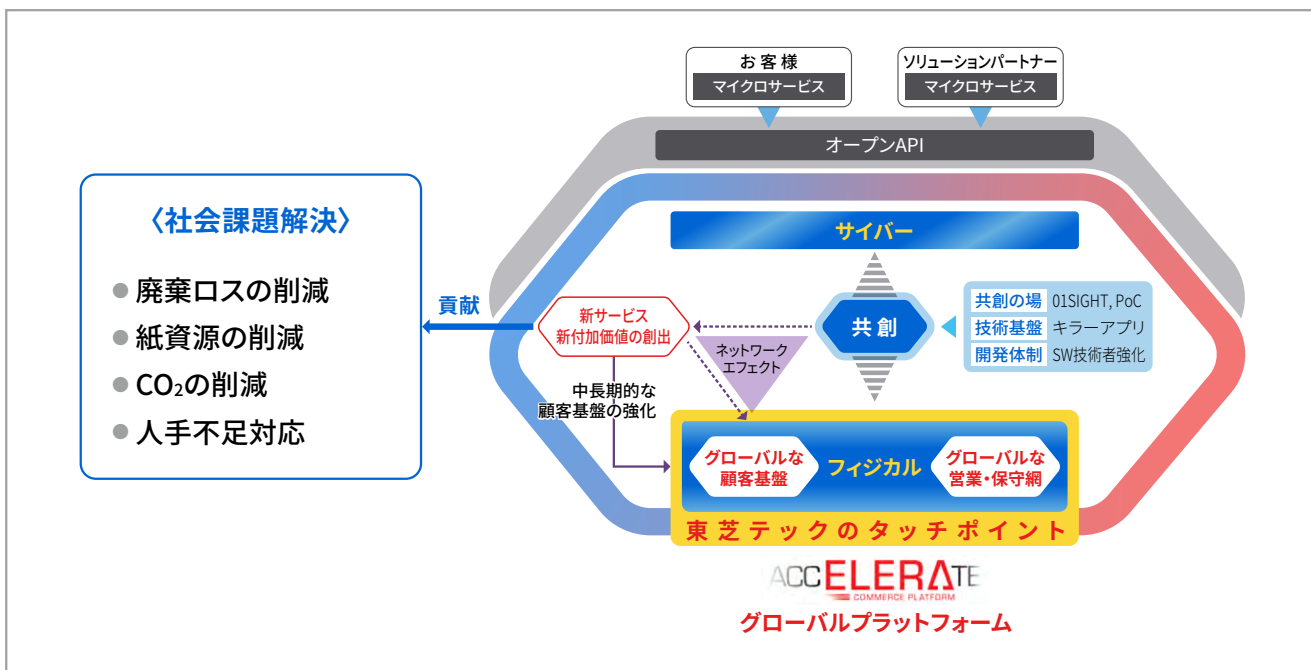 お客様
マイクロサービス
ソリューションパートナー
マイクロサービス
オープンAPI
〈社会課題解決〉
● 廃棄ロスの削減
● 紙資源の削減
● CO₂の削減
● 人手不足対応
貢献
サイバー
新サービス
新付加価値の創出
共創
共創の場 01SIGHT, PoC
技術基盤 キラーアプリ
開発体制 SW技術者強化
ネットワーク
エフェクト
中長期的な
顧客基盤の強化
グローバルな
顧客基盤
フィジカル
グローバルな
営業・保守網
東芝テックのタッチポイント
ACCELERATE
COMMERCE PLATFORM
グローバルプラットフォーム